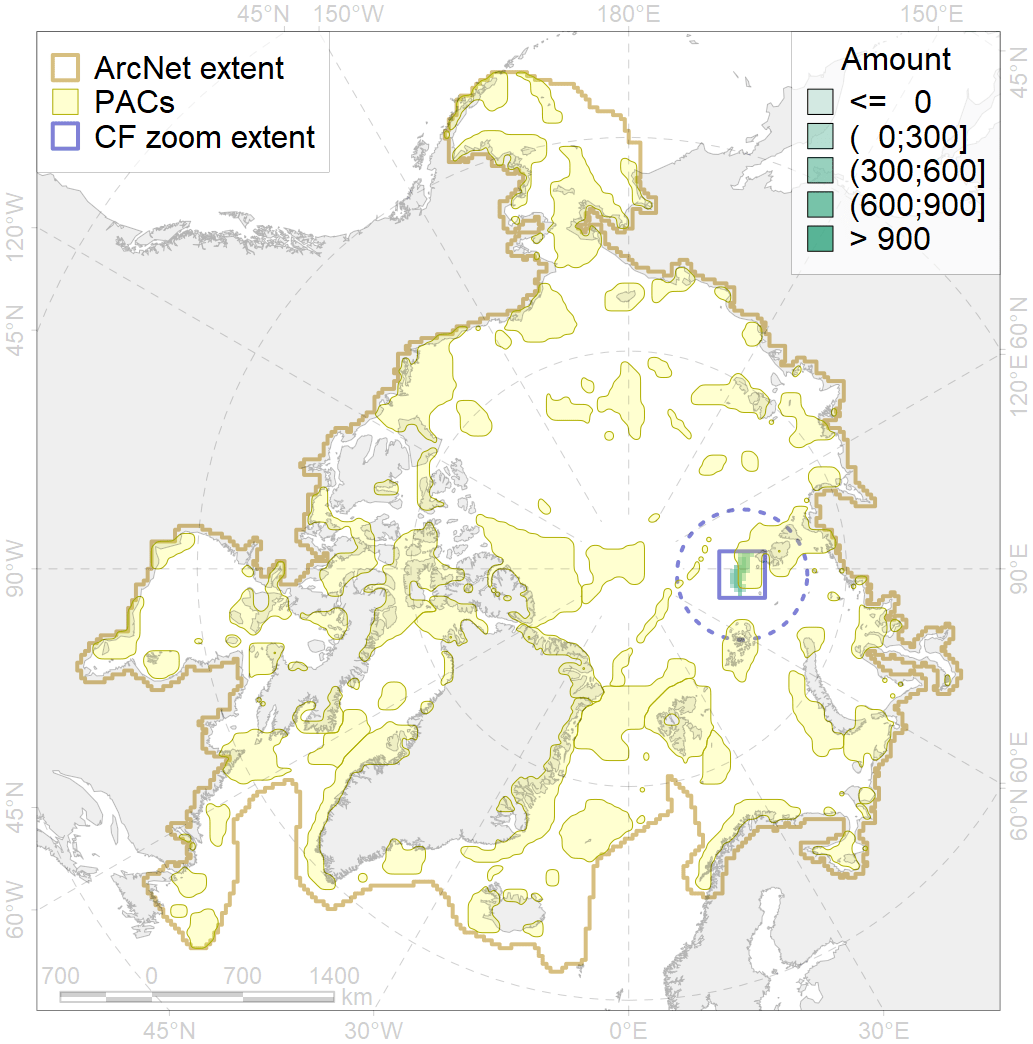 45°N 150°W 180°E 150°E
ArcNet extent
PACs
CF zoom extent
Amount
<= 0
( 0;300]
(300;600]
(600;900]
> 900
45°N
120°W
45°N
90°W
45°N
60°W
60°N
120°E
90°E
60°E
60°N
700 0 700 1400
km
45°N 30°W 0°E 30°E